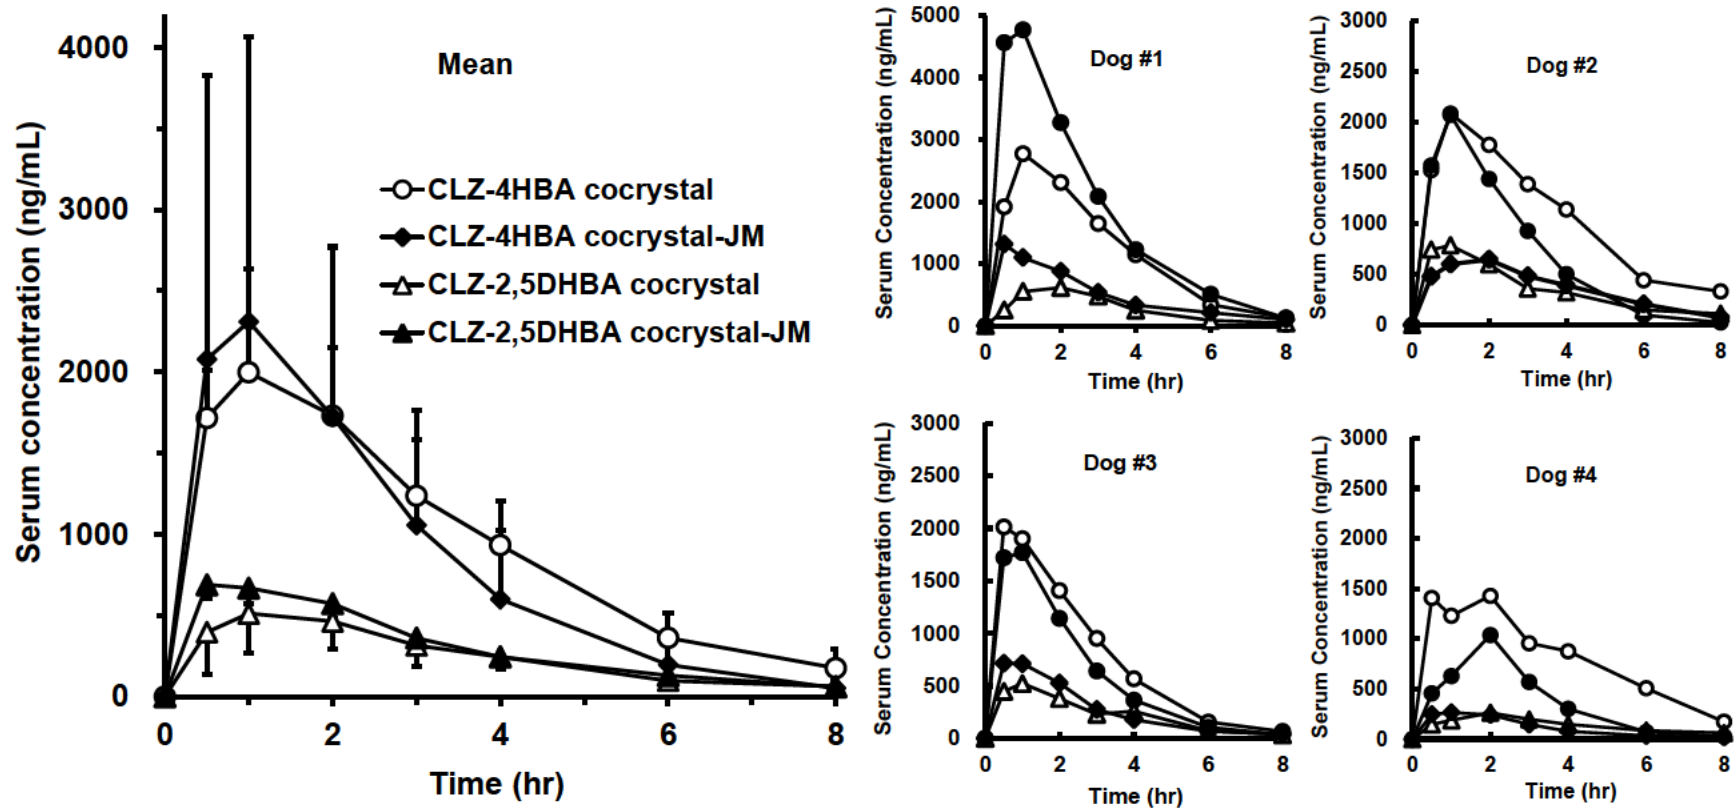 Mean
Serum concentration (ng/mL)
4000
3000
2000
1000
0
CLZ-4HBA cocrystal
CLZ-4HBA cocrystal-JM
CLZ-2,5DHBA cocrystal
CLZ-2,5DHBA cocrystal-JM
0 2 4 6 8
Time (hr)
Dog #1
Serum Concentration (ng/mL)
5000
4000
3000
2000
1000
0
0 2 4 6 8
Time (hr)
Dog #2
Serum Concentration (ng/mL)
3000
2500
2000
1500
1000
500
0
0 2 4 6 8
Time (hr)
Dog #3
Serum Concentration (ng/mL)
3000
2500
2000
1500
1000
500
0
0 2 4 6 8
Time (hr)
Dog #4
Serum Concentration (ng/mL)
3000
2500
2000
1500
1000
500
0
0 2 4 6 8
Time (hr)